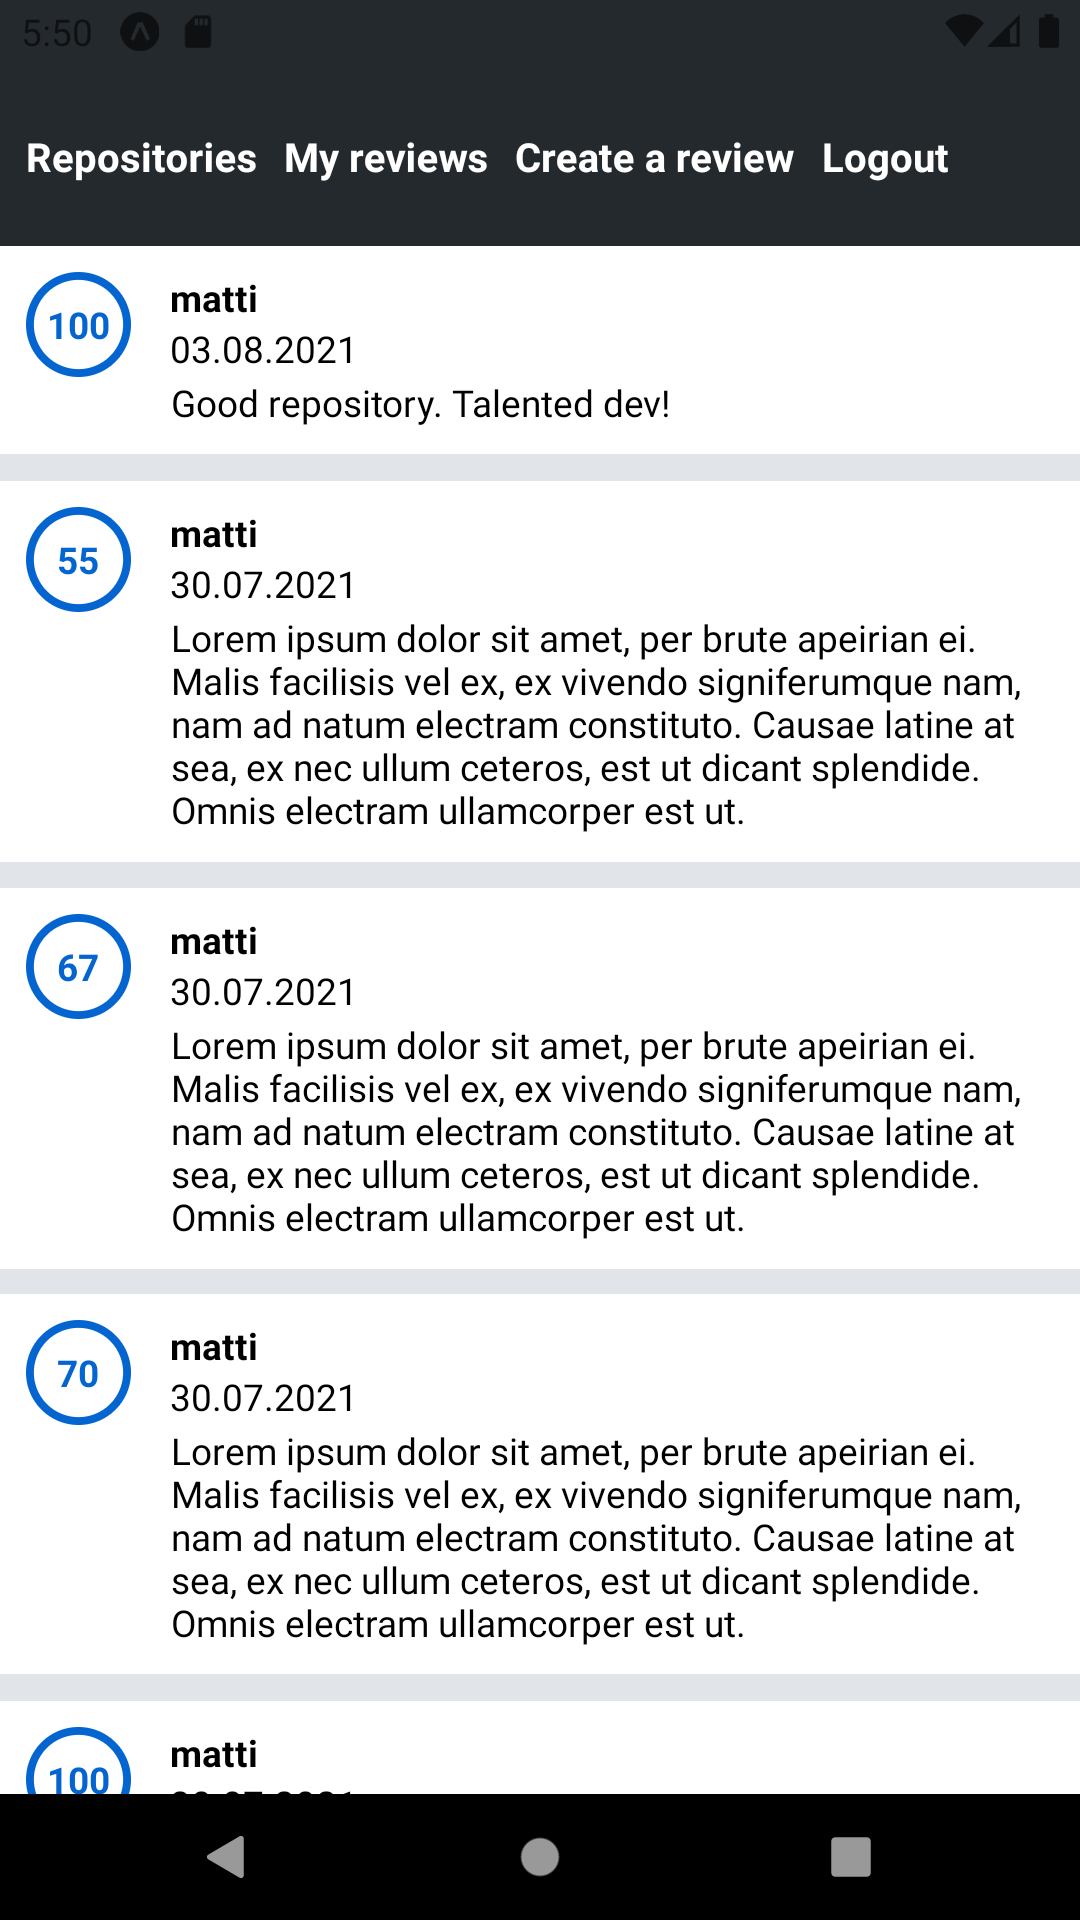 5:50
Repositories My reviews Create a review Logout
100
matti
03.08.2021
Good repository. Talented dev!
55
matti
30.07.2021
Lorem ipsum dolor sit amet, per brute apeirian ei.
Malis facilisis vel ex, ex vivendo signiferumque nam,
nam ad natum electram constituto. Causae latine at
sea, ex nec ullum ceteros, est ut dicant splendide.
Omnis electram ullamcorper est ut.
67
matti
30.07.2021
Lorem ipsum dolor sit amet, per brute apeirian ei.
Malis facilisis vel ex, ex vivendo signiferumque nam,
nam ad natum electram constituto. Causae latine at
sea, ex nec ullum ceteros, est ut dicant splendide.
Omnis electram ullamcorper est ut.
70
matti
30.07.2021
Lorem ipsum dolor sit amet, per brute apeirian ei.
Malis facilisis vel ex, ex vivendo signiferumque nam,
nam ad natum electram constituto. Causae latine at
sea, ex nec ullum ceteros, est ut dicant splendide.
Omnis electram ullamcorper est ut.
100
matti